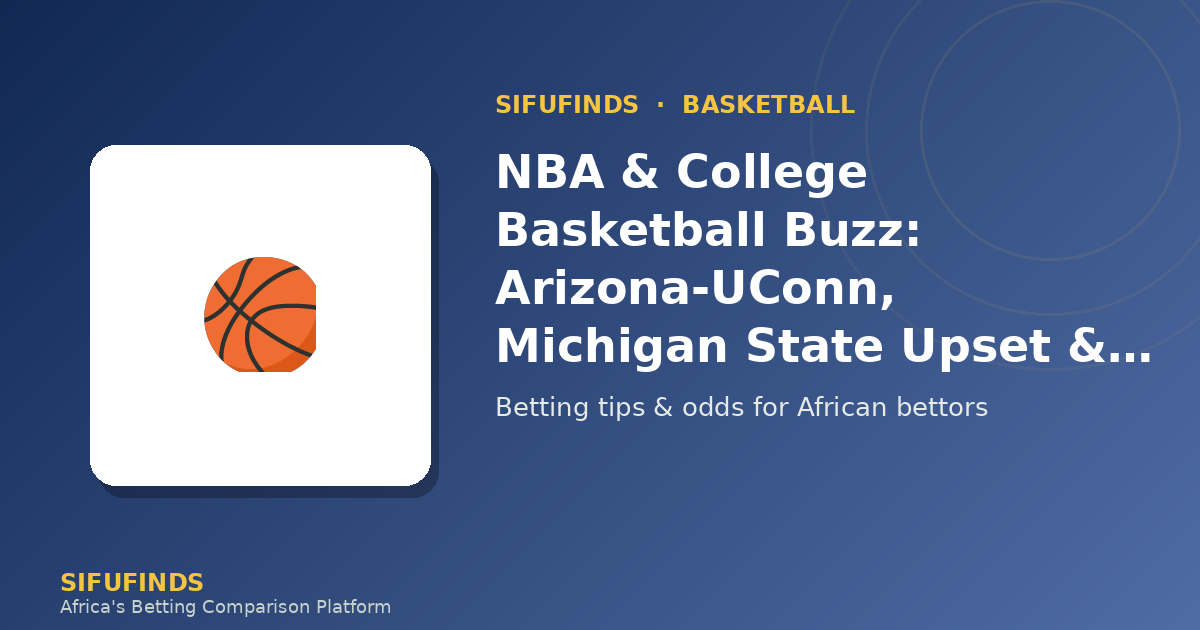 SIFUFINDS · BASKETBALL
NBA & College
Basketball Buzz:
Arizona-UConn,
Michigan State Upset &…
Betting tips & odds for African bettors
SIFUFINDS
Africa's Betting Comparison Platform